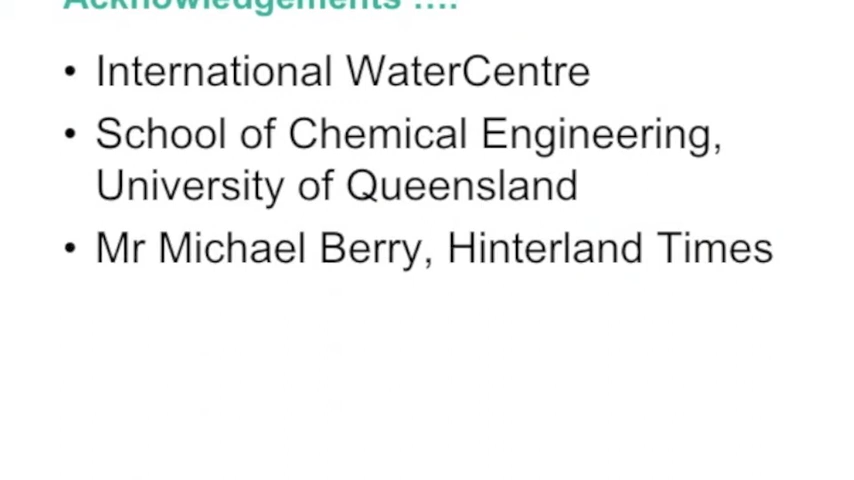 Acknowledgements ....
• International WaterCentre
• School of Chemical Engineering,
University of Queensland
• Mr Michael Berry, Hinterland Times